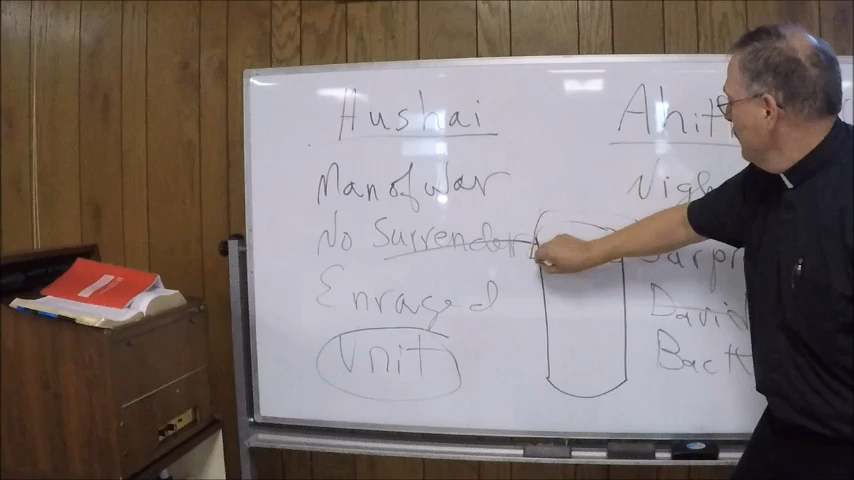 Hushai
Man of War
No Surrender
Enraged
Unit
Ahit
Nigh
Surpr
David
Back